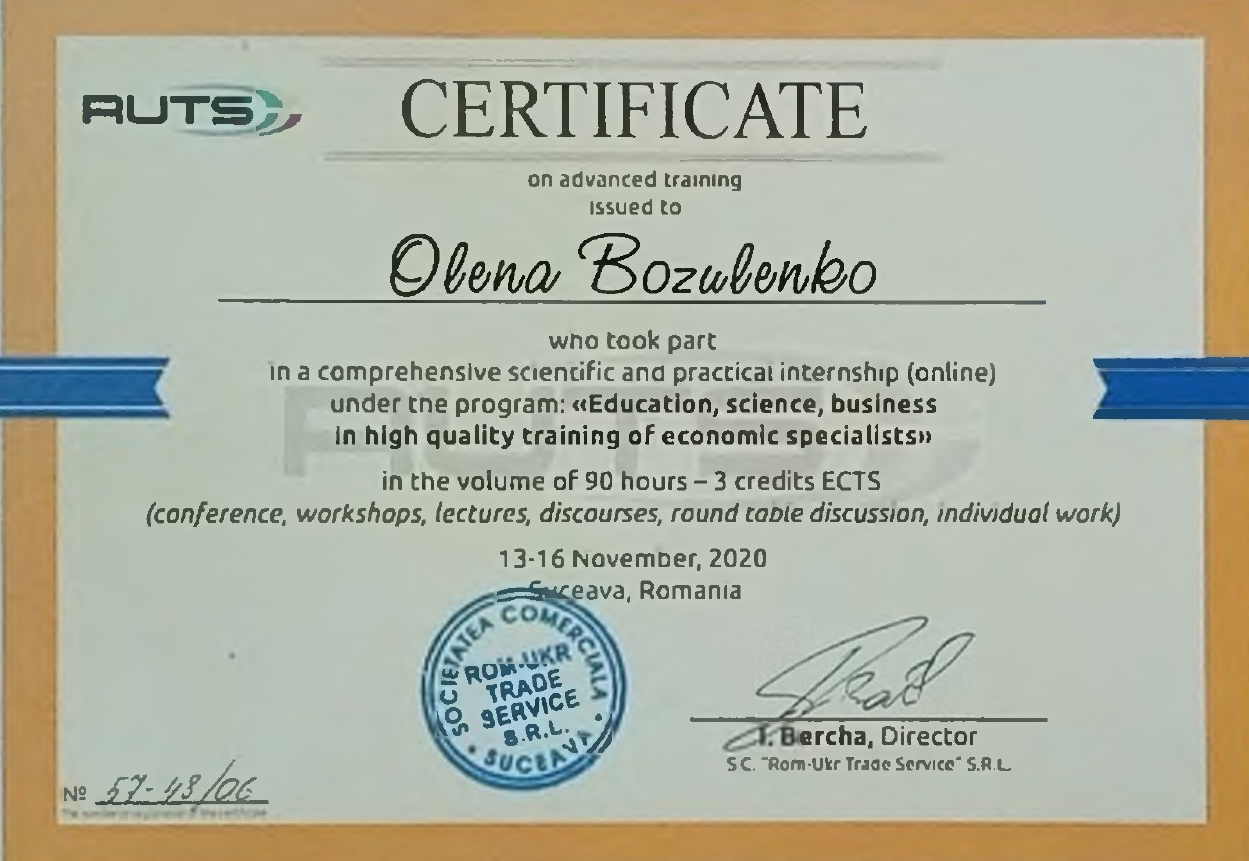 RUTS
CERTIFICATE
on advanced training
issued to
Olena Bozulenko
who took part
in a comprehensive scientific and practical internship (online)
under the program: «Education, science, business
in high quality training of economic specialists»
in the volume of 90 hours – 3 credits ECTS
(conference, workshops, lectures, discourses, round table discussion, individual work)
13-16 November, 2020
Suceava, Romania
SOCIETATEA COMERCIALA
ROM-UKR
TRADE
SERVICE
S.R.L.
SUCEAVA
I. Bercha, Director
S.C. "Rom-Ukr Trade Service" S.R.L.
Nº 57-48/06